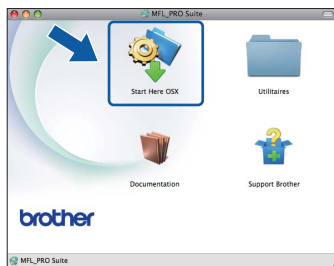 MFL_PRO Suite
Start Here OSX
Utilitaires
Documentation
Support Brother
brother
MFL_PRO Suite